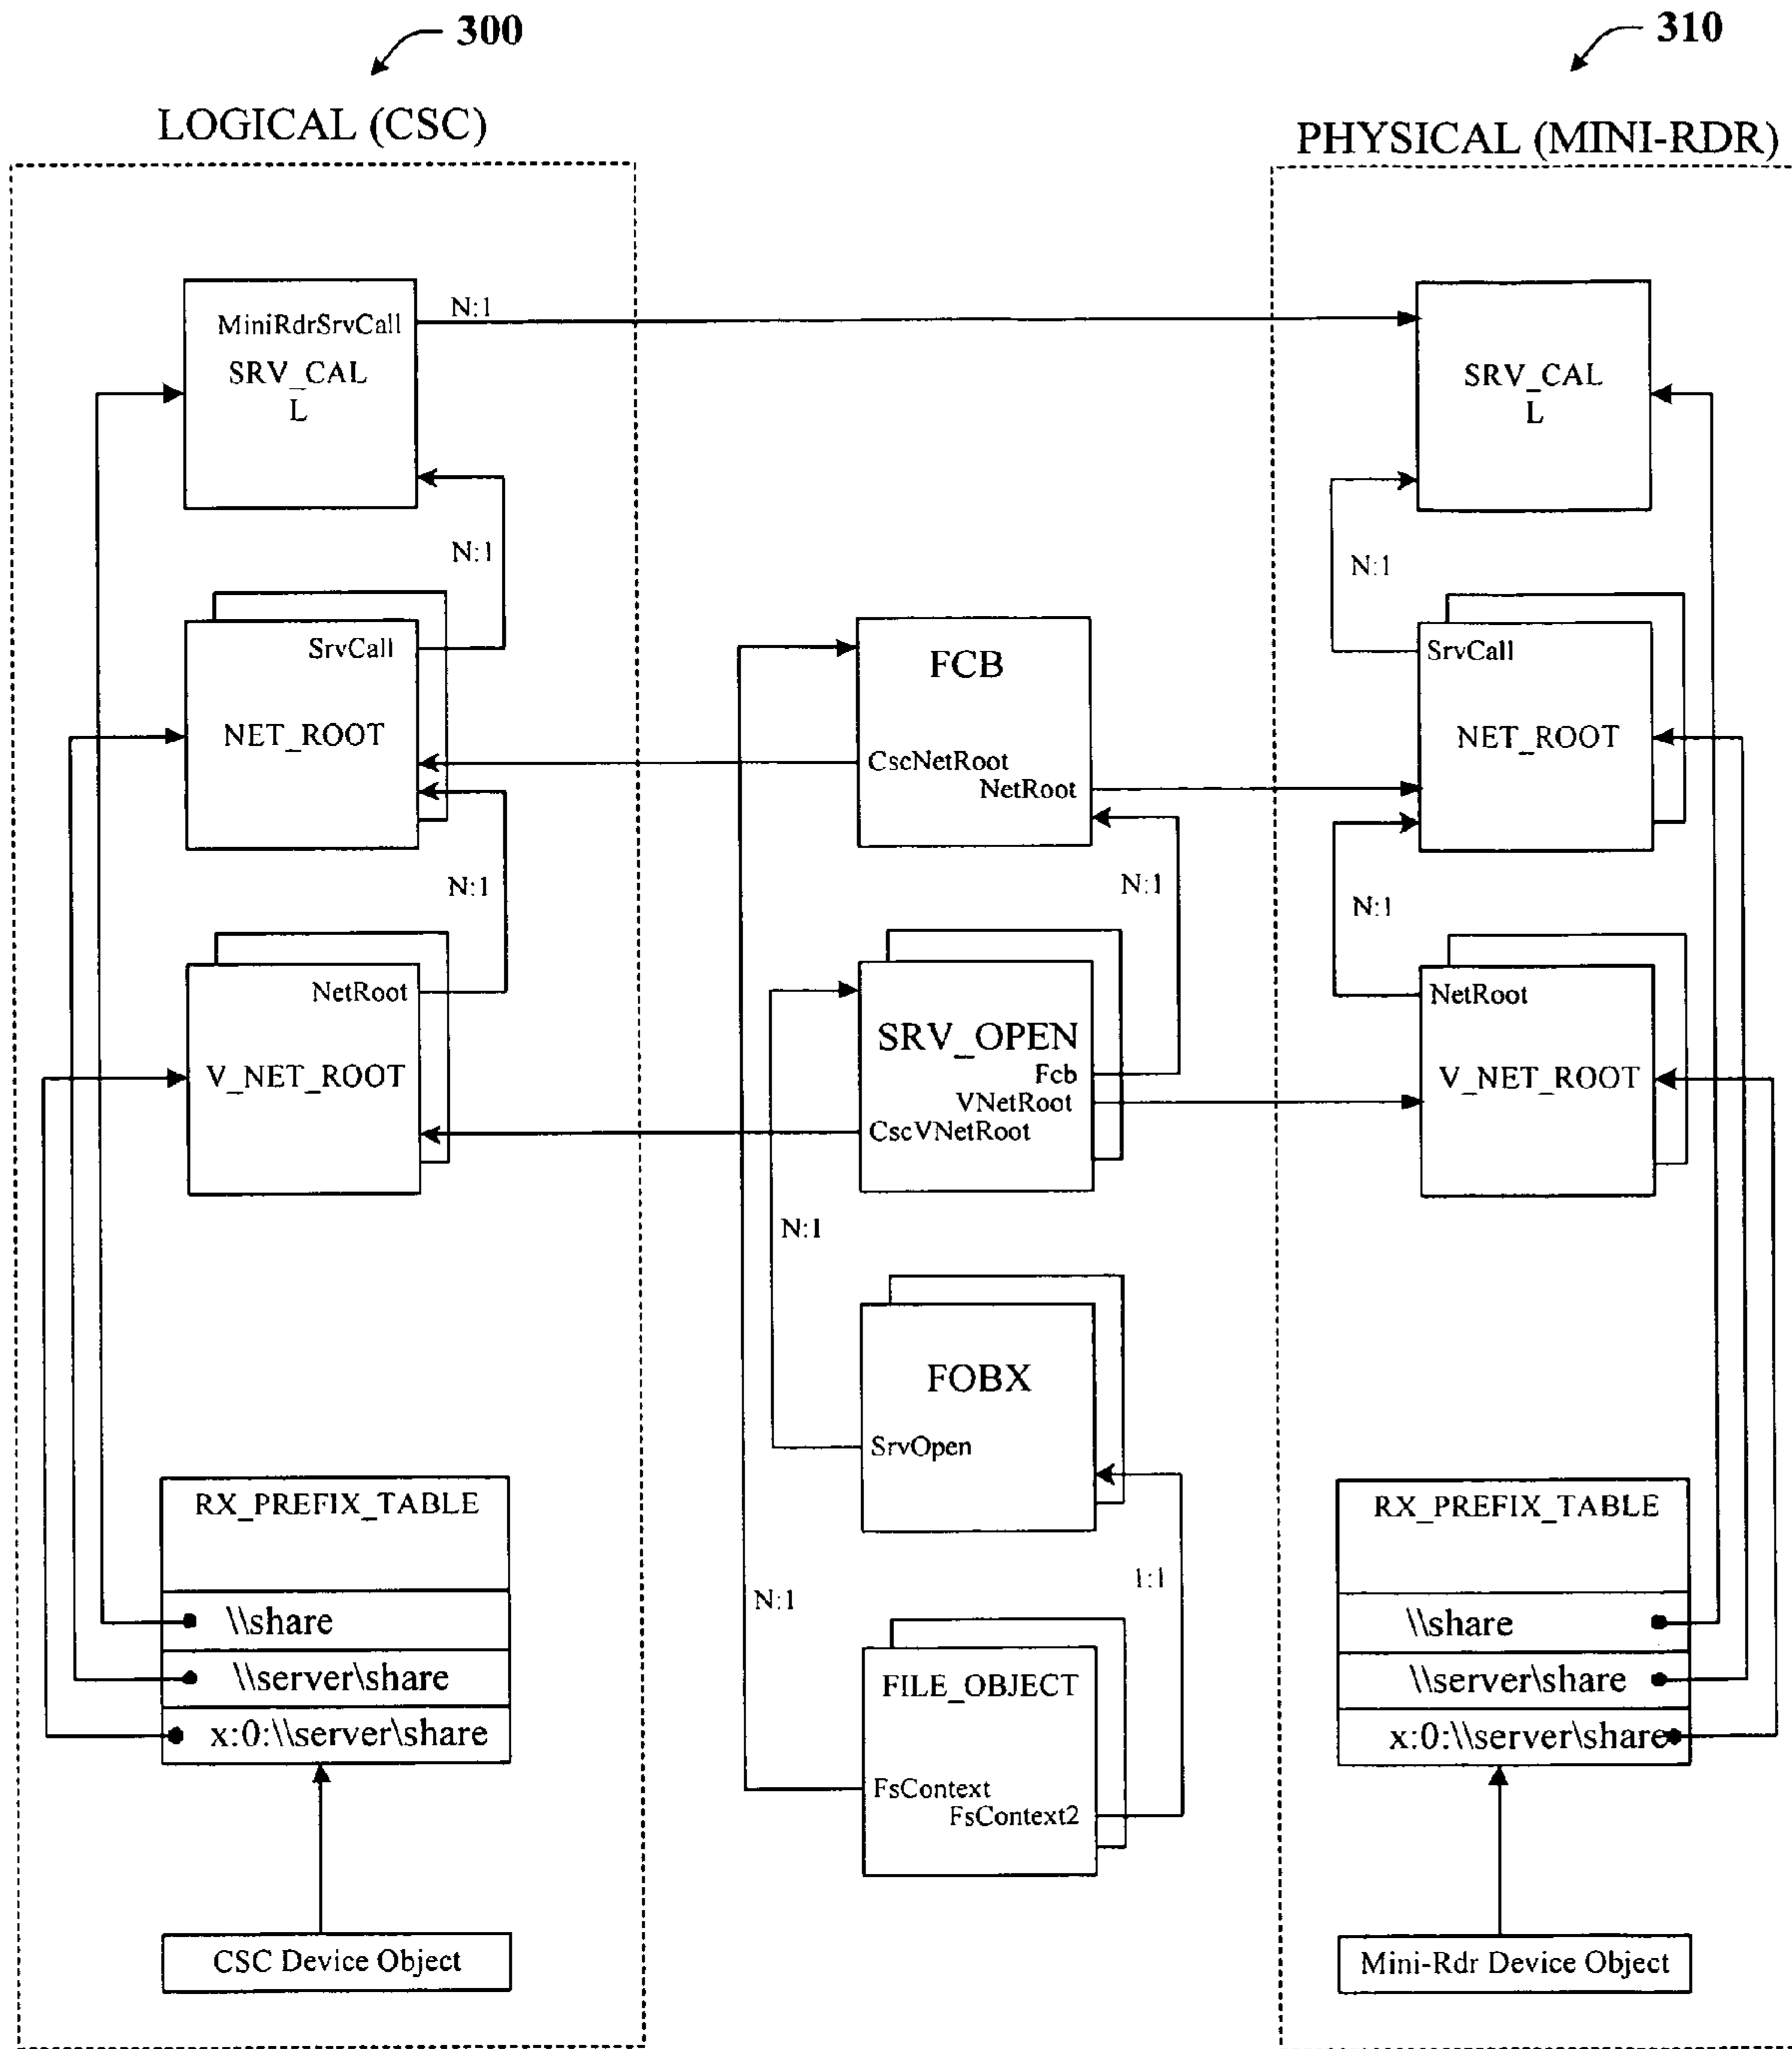 300
310
LOGICAL (CSC)
PHYSICAL (MINI-RDR)
MiniRdrSrvCall
N:1
SRV_CAL
L
SRV_CAL
L
N:1
N:1
SrvCall
NET_ROOT
FCB
CscNetRoot
NetRoot
SrvCall
NET_ROOT
N:1
N:1
N:1
NetRoot
V_NET_ROOT
SRV_OPEN
Fcb
VNetRoot
CscVNetRoot
NetRoot
V_NET_ROOT
N:1
FOBX
SrvOpen
RX_PREFIX_TABLE
\\share
\\server\share
x:0:\\server\share
N:1
1:1
FILE_OBJECT
FsContext
FsContext2
RX_PREFIX_TABLE
\\share
\\server\share
x:0:\\server\share
CSC Device Object
Mini-Rdr Device Object